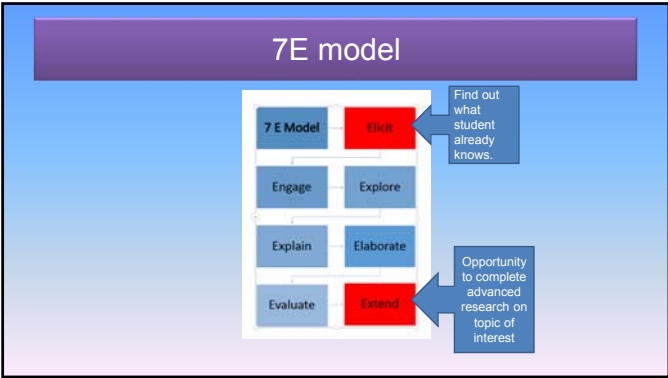 7E model
7 E Model
Elicit
Find out
what
student
already
knows.
Engage
Explore
Explain
Elaborate
Evaluate
Extend
Opportunity
to complete
advanced
research on
topic of
interest